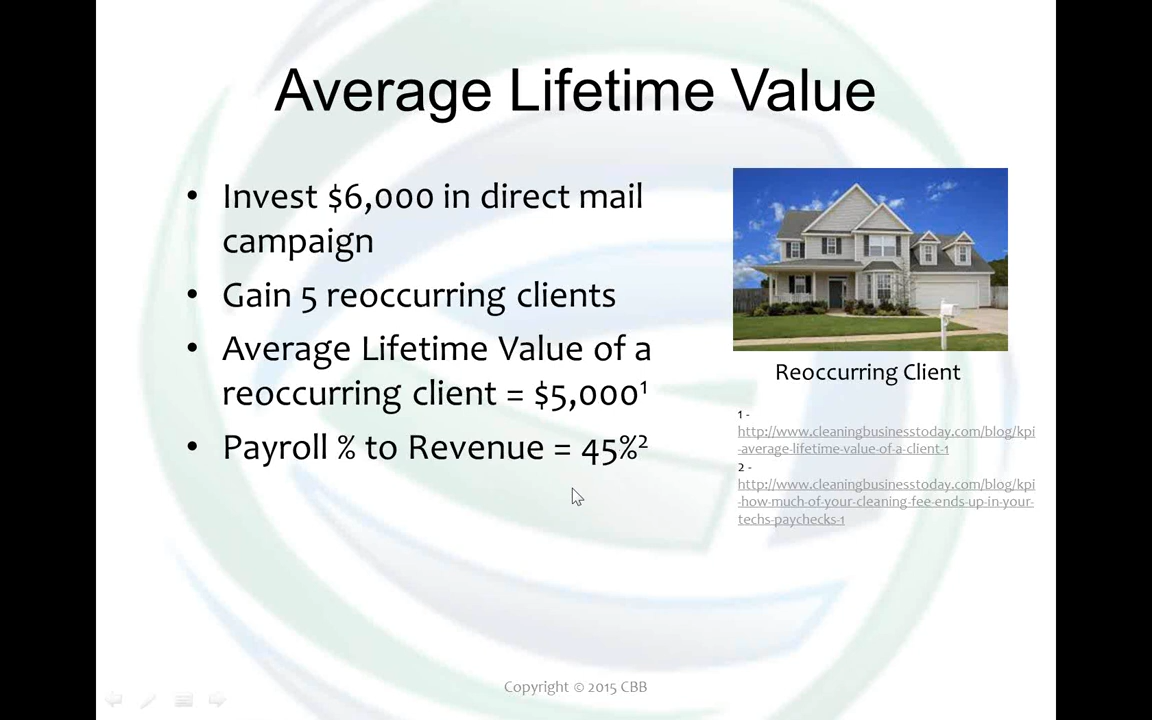 Average Lifetime Value
• Invest $6,000 in direct mail
campaign
• Gain 5 reoccurring clients
• Average Lifetime Value of a
reoccurring client = $5,000¹
• Payroll % to Revenue = 45%²
Reoccurring Client
1 -
http://www.cleaningbusinesstoday.com/blog/kpi
-average-lifetime-value-of-a-client-1
2 -
http://www.cleaningbusinesstoday.com/blog/kpi
-how-much-of-your-cleaning-fee-ends-up-in-your-
techs-paychecks-1
Copyright © 2015 CBB